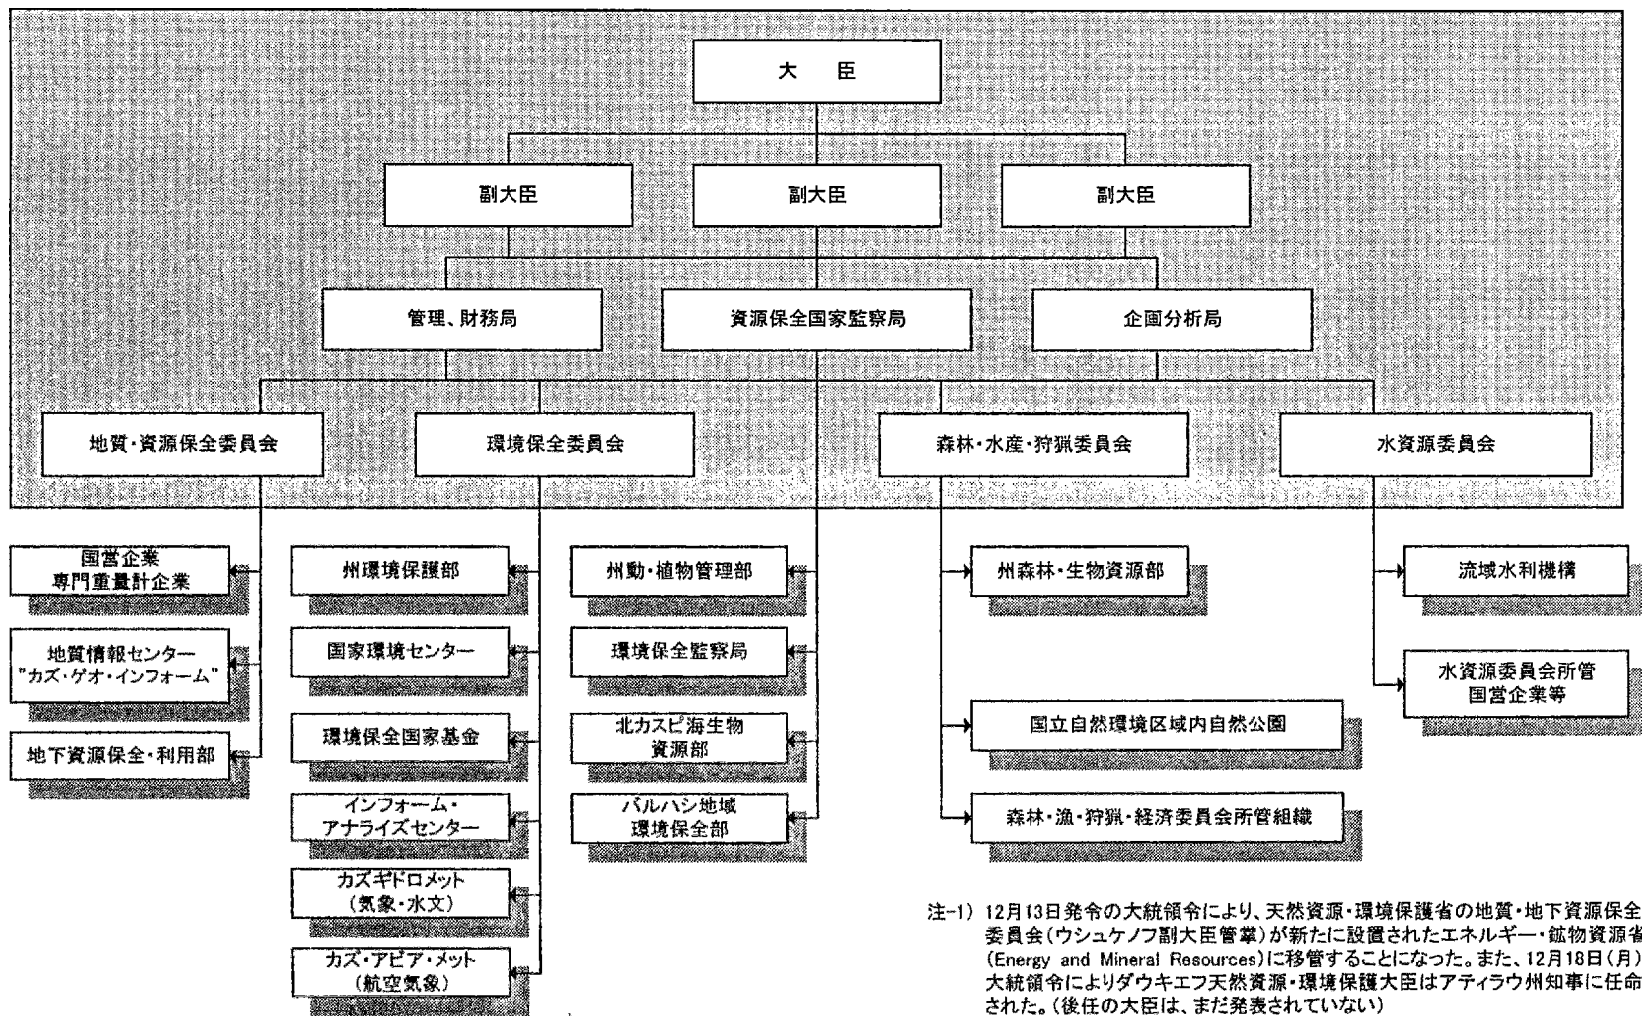 大 臣
副大臣
副大臣
副大臣
管理、財務局
資源保全国家監察局
企画分析局
地質・資源保全委員会
環境保全委員会
森林・水産・狩猟委員会
水資源委員会
国営企業
専門重量計企業
地質情報センター
"カズ・ゲオ・インフォーム"
地下資源保全・利用部
州環境保護部
国家環境センター
環境保全国家基金
インフォーム・
アナライズセンター
カズギドロメット
(気象・水文)
カズ・アビア・メット
(航空気象)
州動・植物管理部
環境保全監察局
北カスピ海生物
資源部
バルハシ地域
環境保全部
州森林・生物資源部
国立自然環境区域内自然公園
森林・漁・狩猟・経済委員会所管組織
流域水利機構
水資源委員会所管
国営企業等
注-1) 12月13日発令の大統領令により、天然資源・環境保護省の地質・地下資源保全
委員会(ウシュケノフ副大臣管掌)が新たに設置されたエネルギー・鉱物資源省
(Energy and Mineral Resources)に移管することになった。また、12月18日(月)
大統領令によりダウキエフ天然資源・環境保護大臣はアティラウ州知事に任命
された。(後任の大臣は、まだ発表されていない)